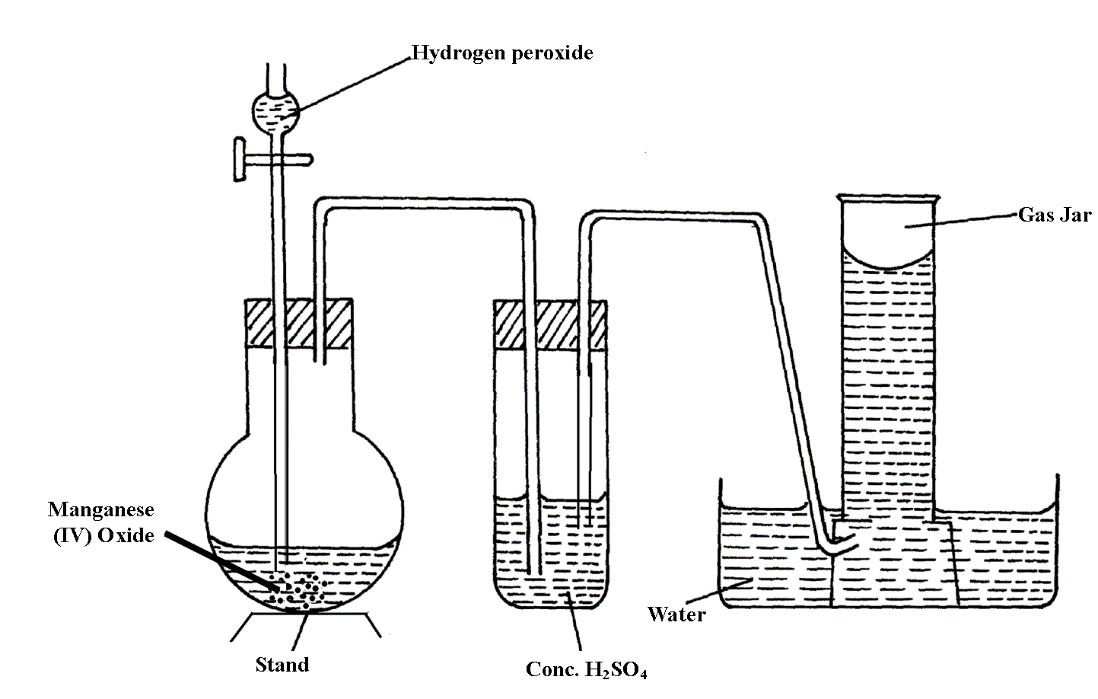 Hydrogen peroxide
Gas Jar
Manganese
(IV) Oxide
Water
Stand
Conc. H₂SO₄